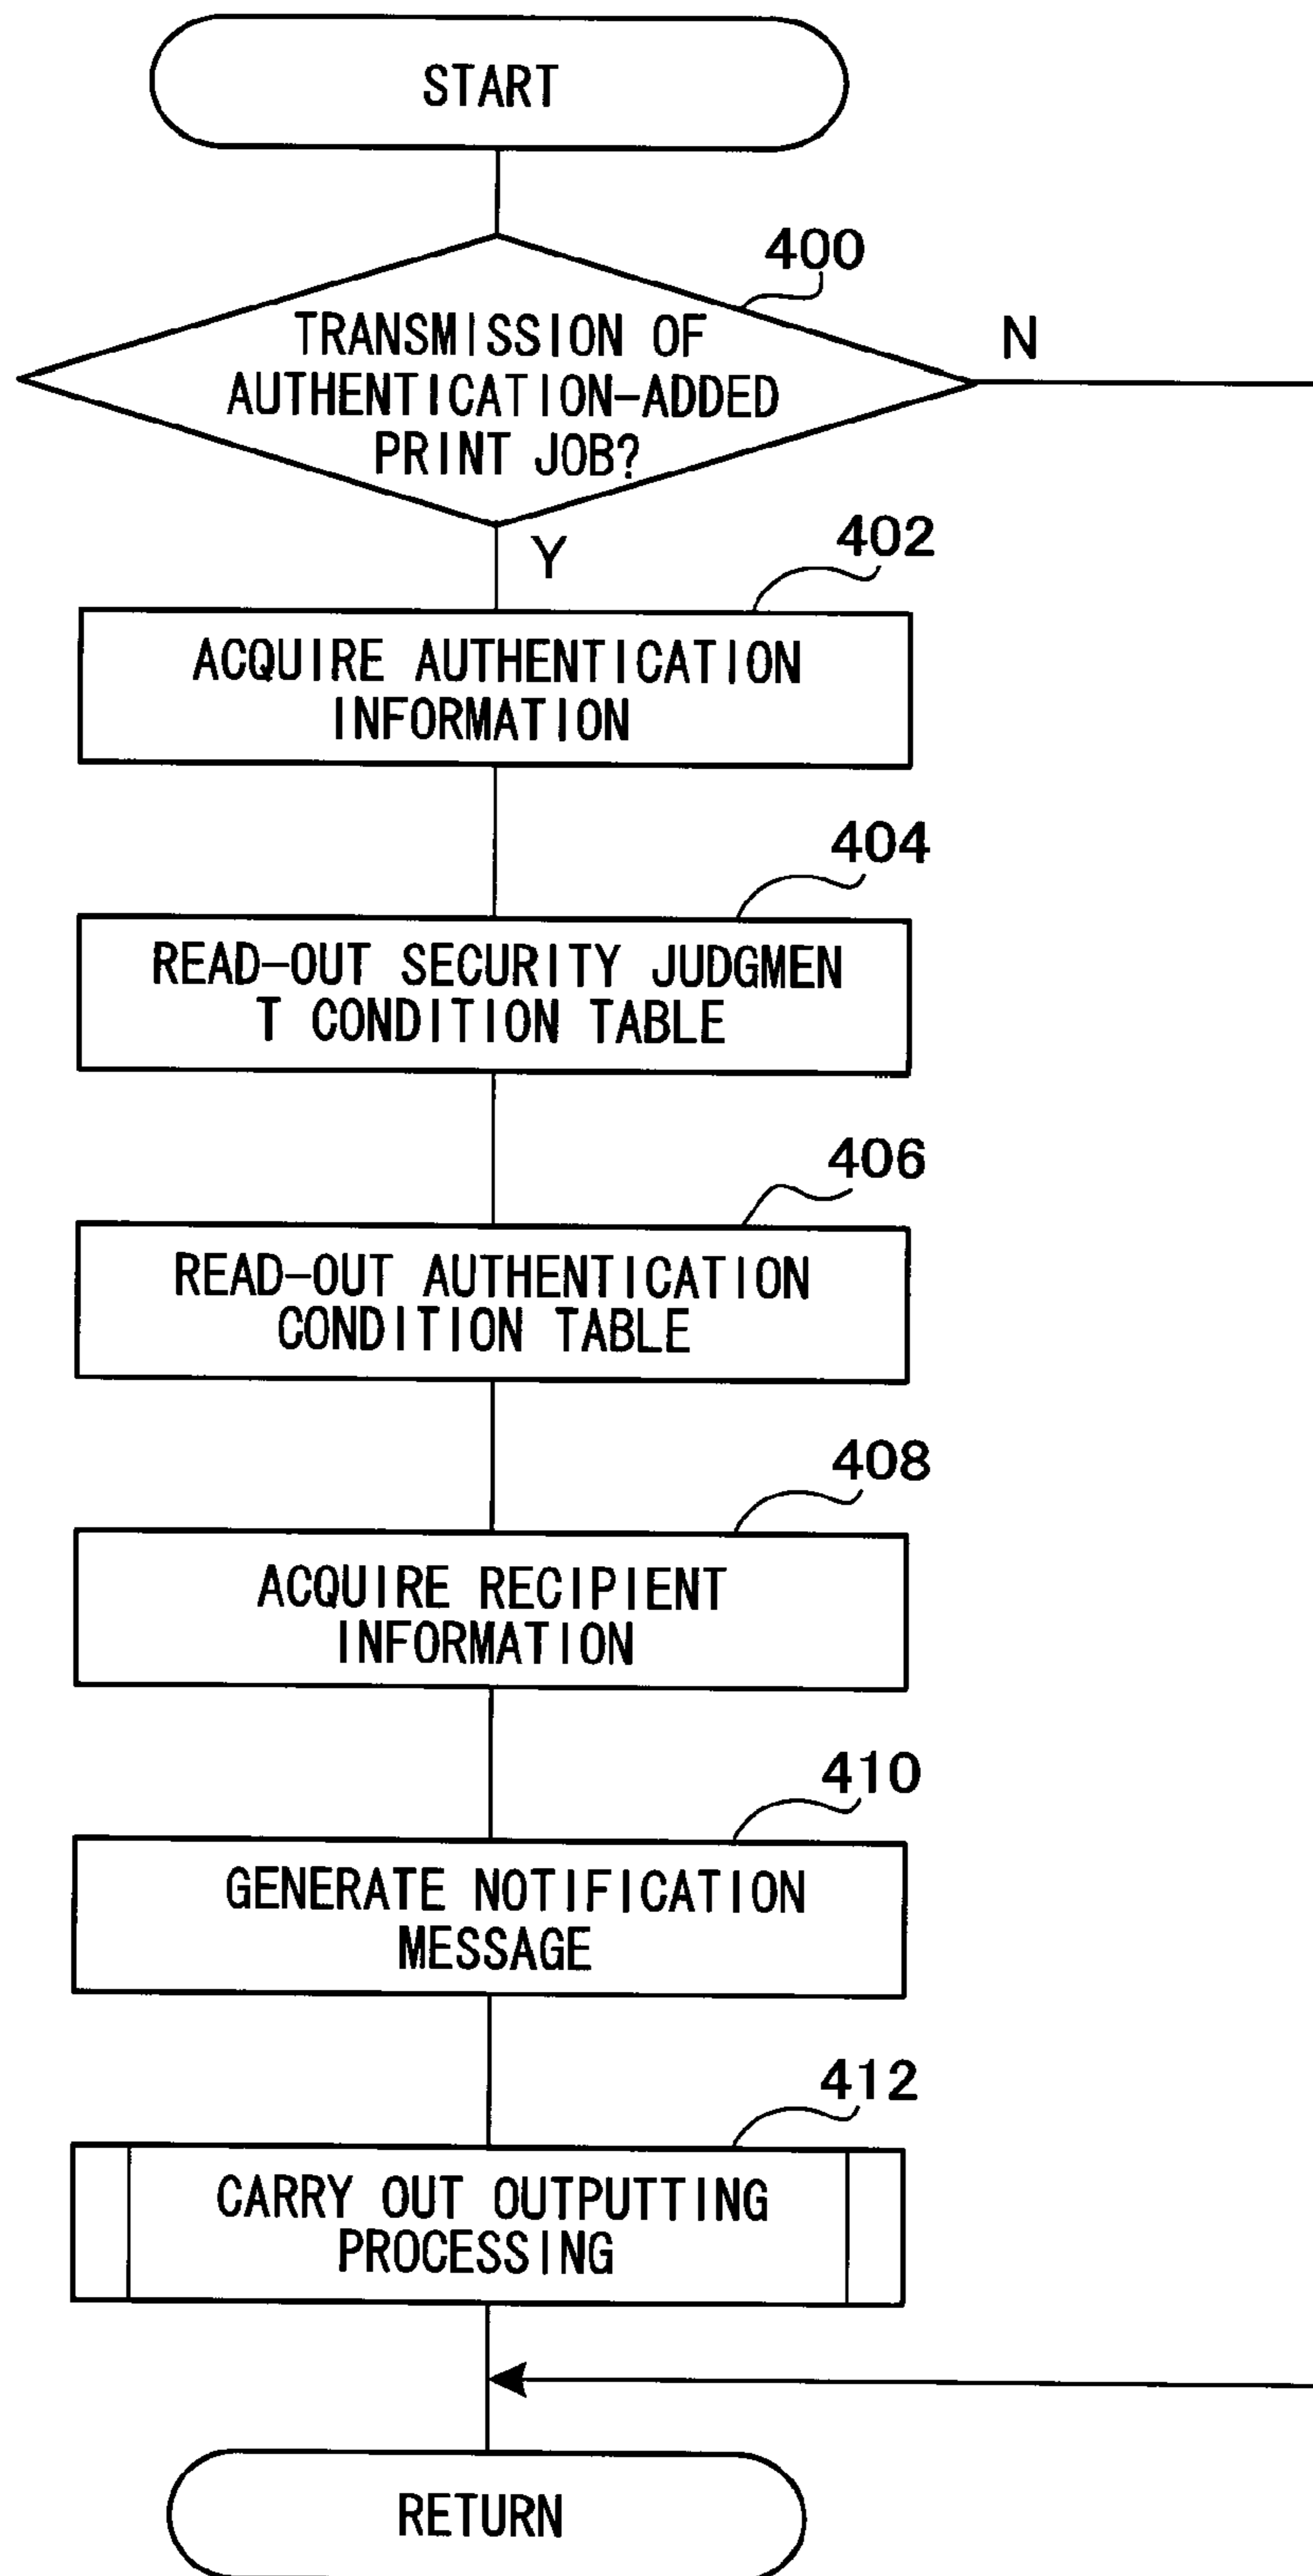 START
400
TRANSMISSION OF
AUTHENTICATION-ADDED
PRINT JOB?
N
Y
402
ACQUIRE AUTHENTICATION
INFORMATION
404
READ-OUT SECURITY JUDGMEN
T CONDITION TABLE
406
READ-OUT AUTHENTICATION
CONDITION TABLE
408
ACQUIRE RECIPIENT
INFORMATION
410
GENERATE NOTIFICATION
MESSAGE
412
CARRY OUT OUTPUTTING
PROCESSING
RETURN